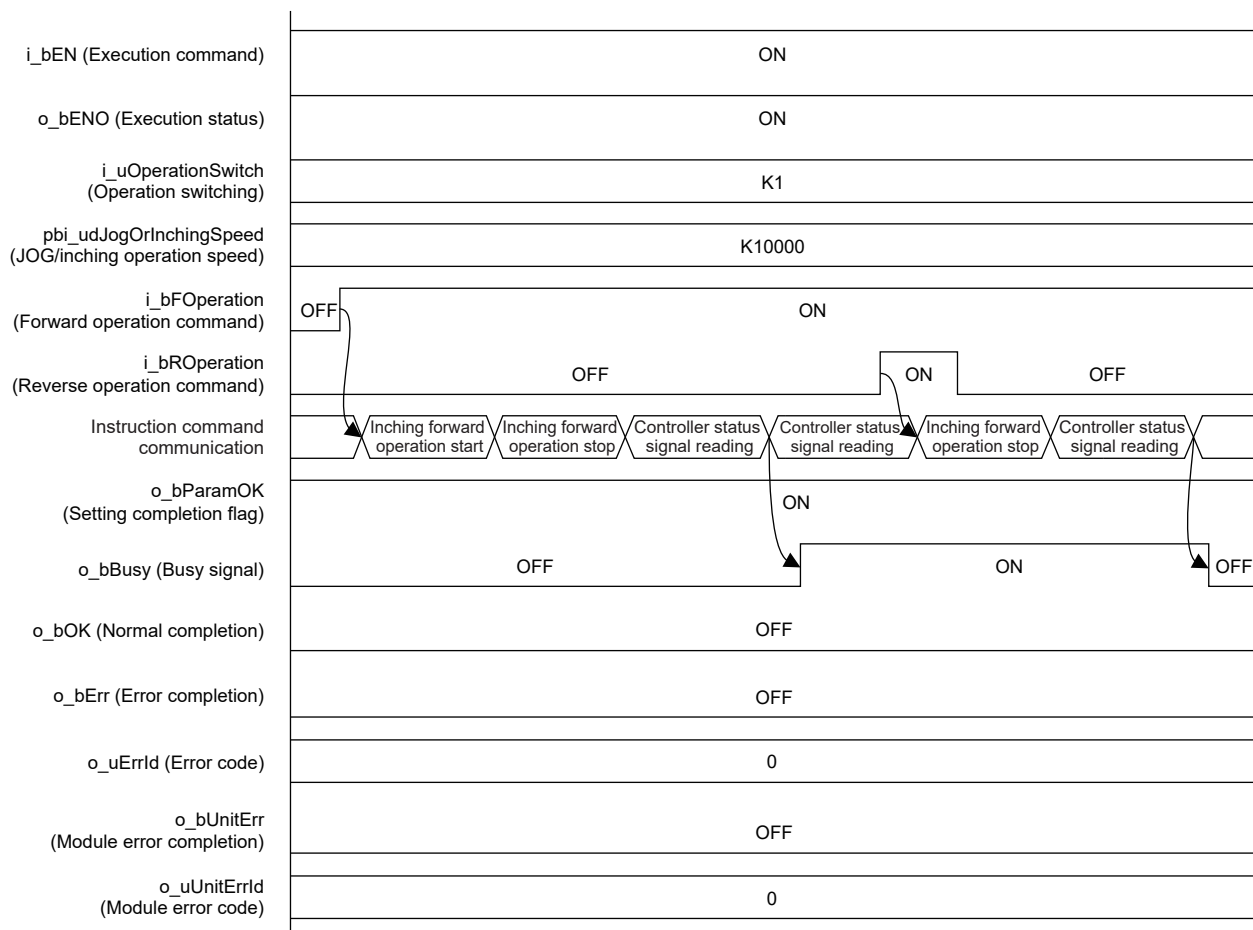 i_bEN (Execution command)
ON
o_bENO (Execution status)
ON
i_uOperationSwitch
(Operation switching)
K1
pbi_udJogOrInchingSpeed
(JOG/inching operation speed)
K10000
i_bFOperation
(Forward operation command)
OFF
ON
i_bROperation
(Reverse operation command)
OFF
ON
OFF
Instruction command
communication
Inching forward
operation start
Inching forward
operation stop
Controller status
signal reading
Controller status
signal reading
Inching forward
operation stop
Controller status
signal reading
o_bParamOK
(Setting completion flag)
ON
o_bBusy (Busy signal)
OFF
ON
OFF
o_bOK (Normal completion)
OFF
o_bErr (Error completion)
OFF
o_uErrId (Error code)
0
o_bUnitErr
(Module error completion)
OFF
o_uUnitErrId
(Module error code)
0